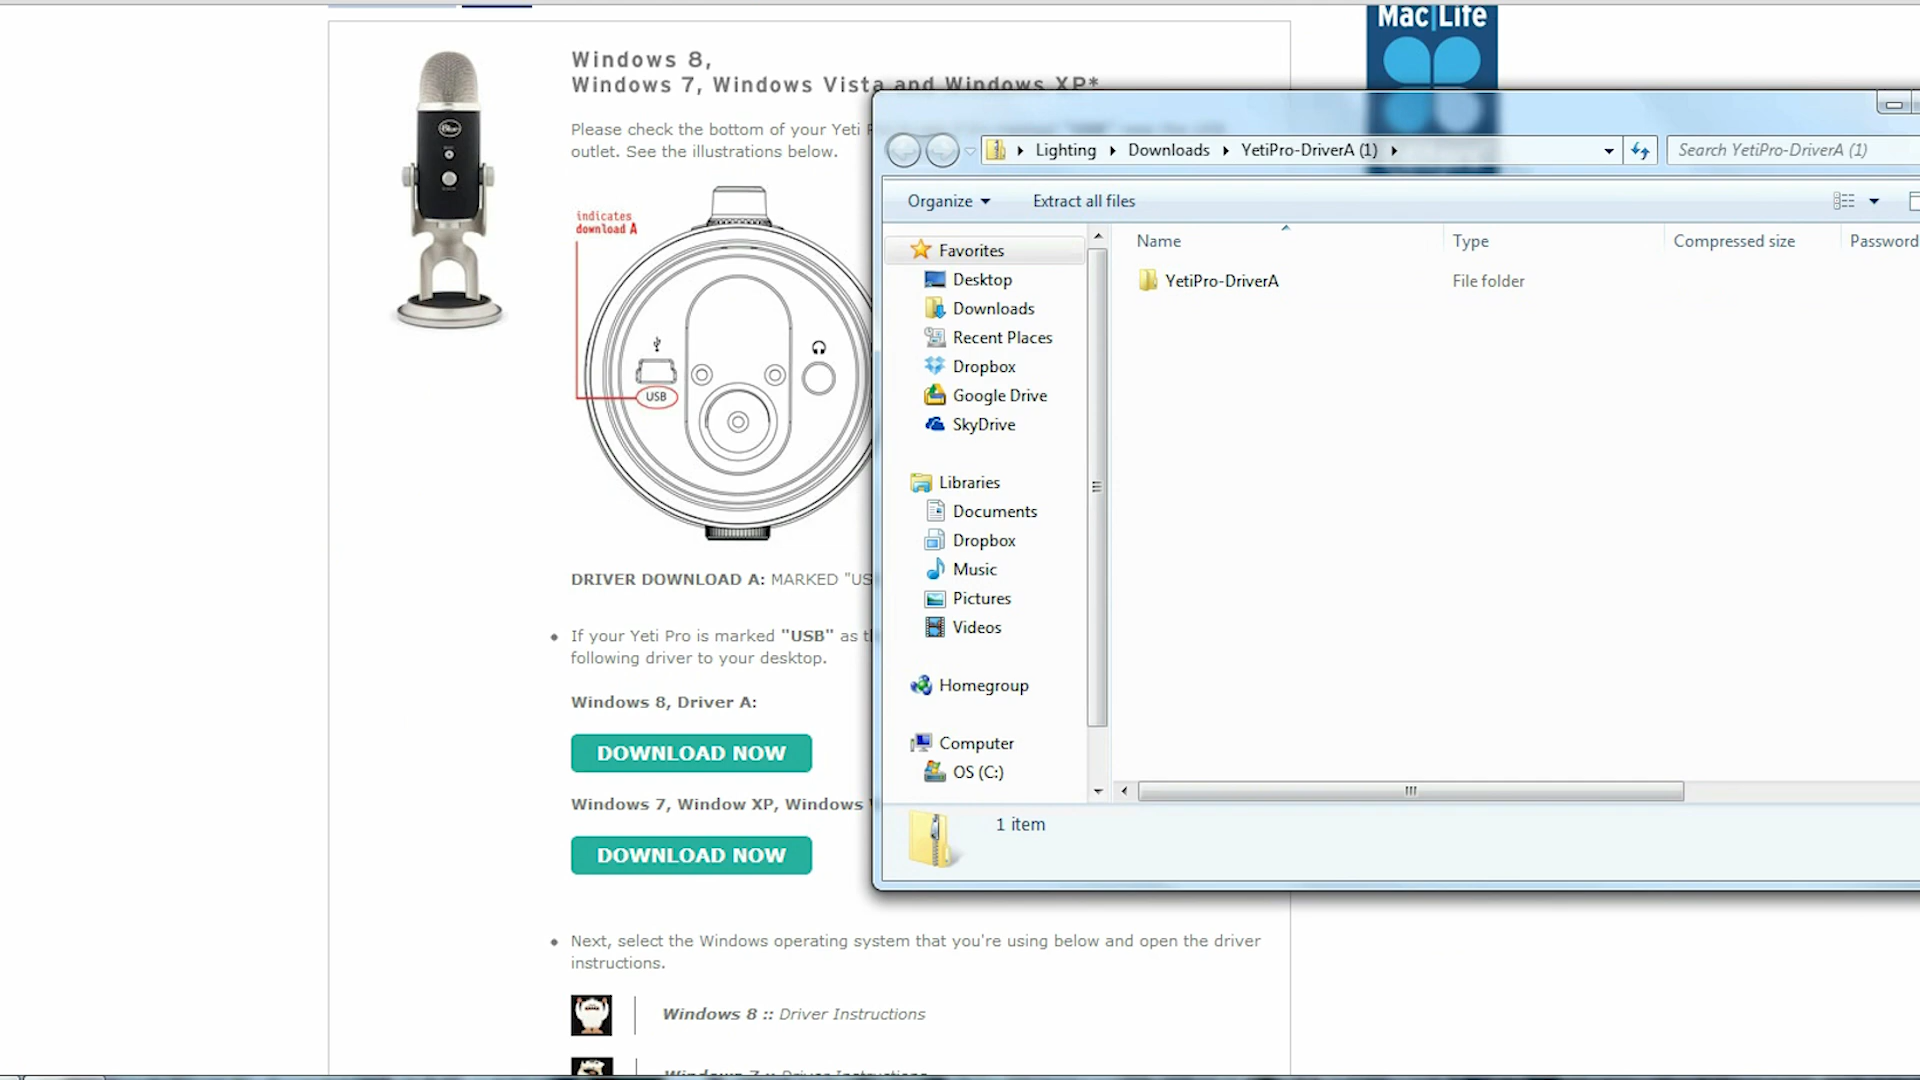 Mac|Life
Windows 8,
Windows 7, Windows Vista and Windows XP*
Please check the bottom of your Yeti
outlet. See the illustrations below.
Blue
indicates
download A
USB
DRIVER DOWNLOAD A: MARKED "US
If your Yeti Pro is marked "USB" as
following driver to your desktop.
Windows 8, Driver A:
DOWNLOAD NOW
Windows 7, Window XP, Windows
DOWNLOAD NOW
Next, select the Windows operating system that you're using below and open the driver
instructions.
Windows 8 :: Driver Instructions
Windows 7 :: Driver Instructions
Lighting
Downloads
YetiPro-DriverA (1)
Search YetiPro-DriverA (1)
Organize
Extract all files
Favorites
Desktop
Downloads
Recent Places
Dropbox
Google Drive
SkyDrive
Libraries
Documents
Dropbox
Music
Pictures
Videos
Homegroup
Computer
OS (C:)
Name
Type
Compressed size
Password
YetiPro-DriverA
File folder
1 item